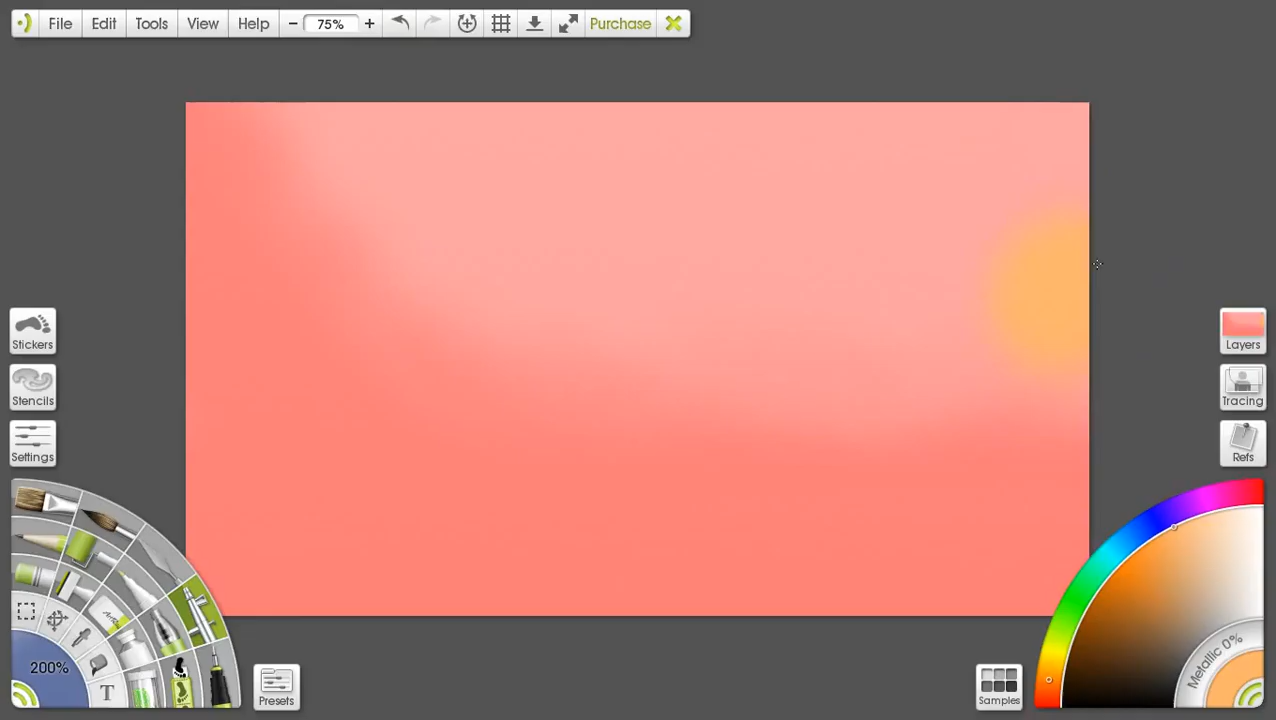 File Edit Tools View Help − 75% + Purchase
Stickers
Layers
Stencils
Tracing
Settings
Refs
200%
T
Metallic 0%
Presets
Samples